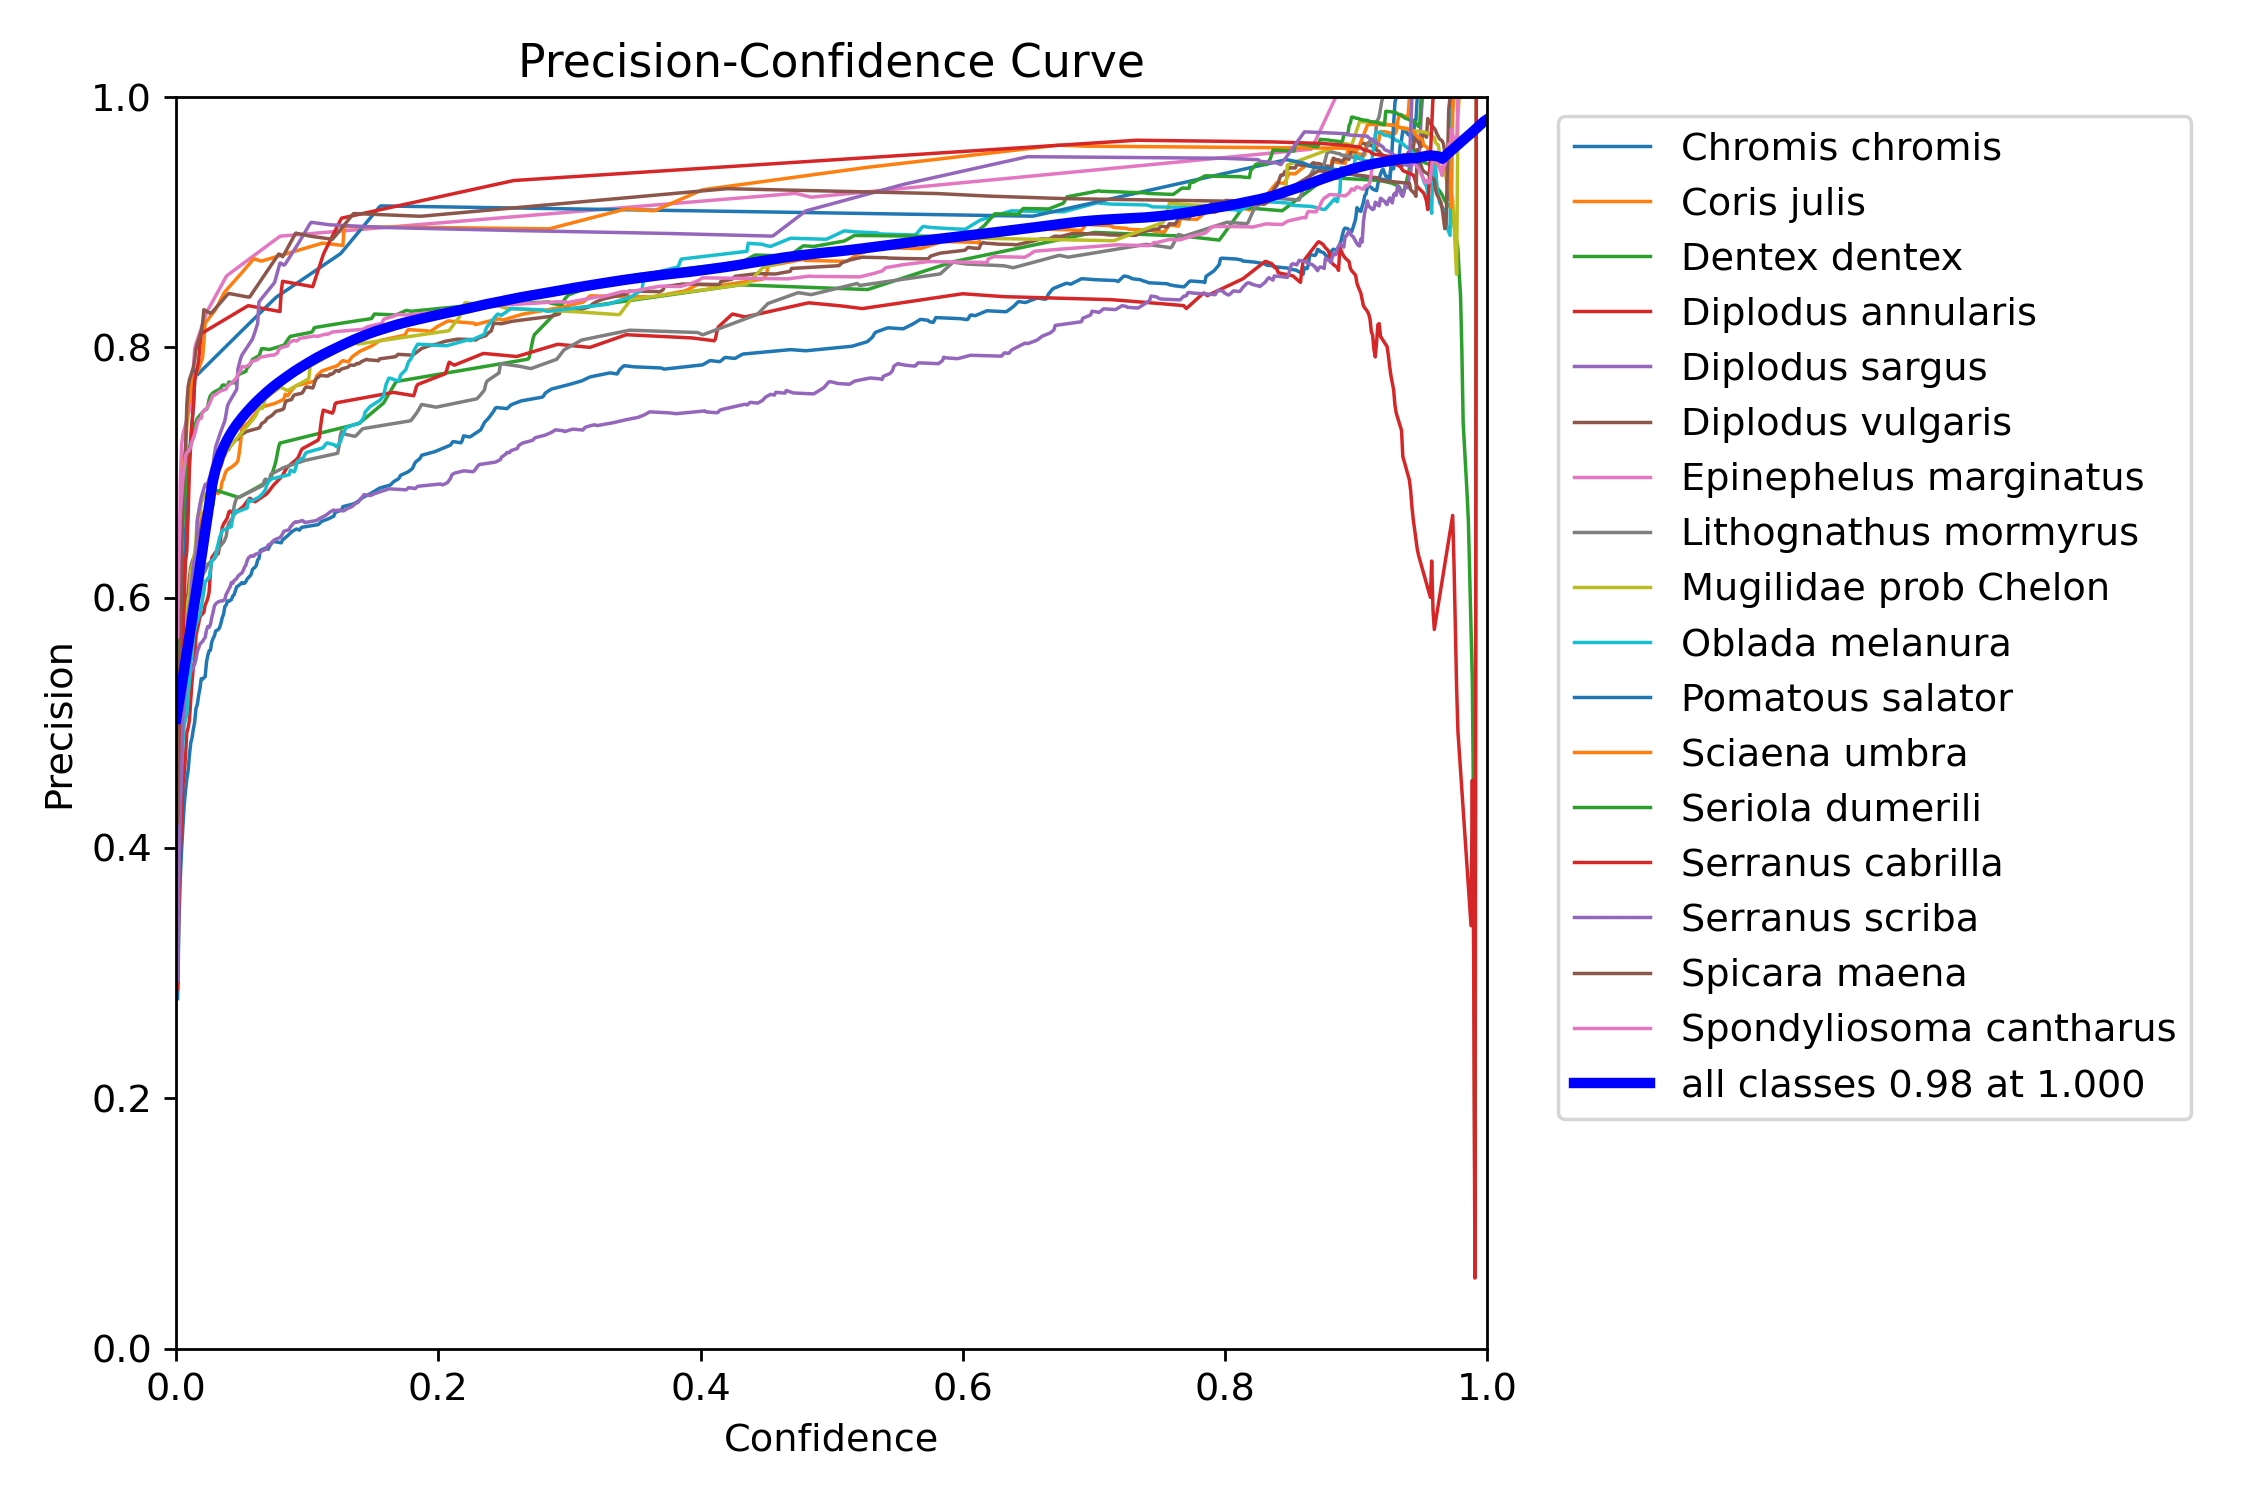 Precision-Confidence Curve
1.0
0.8
0.6
0.4
0.2
0.0
Precision
0.0 0.2 0.4 0.6 0.8 1.0
Confidence
Chromis chromis
Coris julis
Dentex dentex
Diplodus annularis
Diplodus sargus
Diplodus vulgaris
Epinephelus marginatus
Lithognathus mormyrus
Mugilidae prob Chelon
Oblada melanura
Pomatous salator
Sciaena umbra
Seriola dumerili
Serranus cabrilla
Serranus scriba
Spicara maena
Spondyliosoma cantharus
all classes 0.98 at 1.000